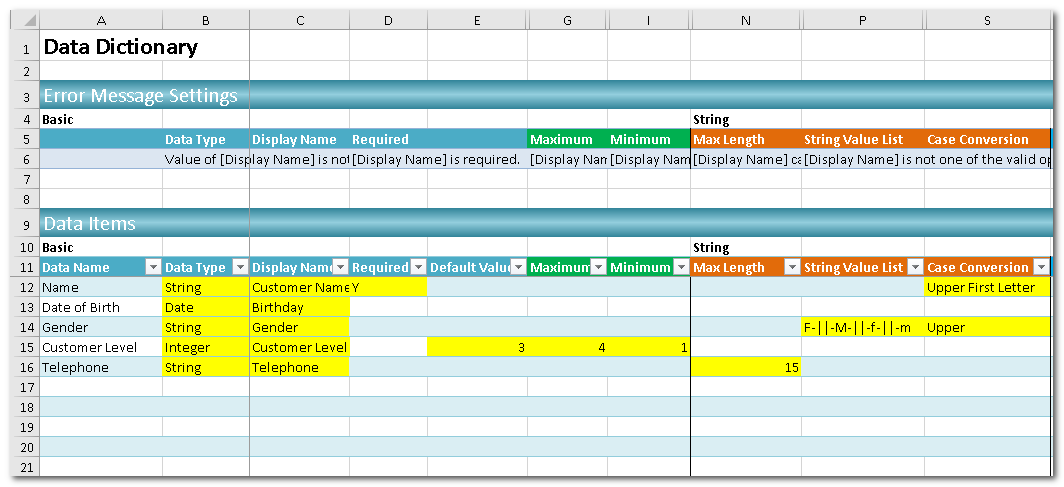 A B C D E G I N P S
1 Data Dictionary
2
3 Error Message Settings
4 Basic String
5 Data Type Display Name Required Maximum Minimum Max Length String Value List Case Conversion
6 Value of [Display Name] is not [Display Name] is required. [Display Nam [Display Nam [Display Name] ca [Display Name] is not one of the valid op
7
8
9 Data Items
10 Basic String
11 Data Name Data Type Display Name Required Default Value Maximum Minimum Max Length String Value List Case Conversion
12 Name String Customer Name Y Upper First Letter
13 Date of Birth Date Birthday
14 Gender String Gender F-||-M-||-f-||-m Upper
15 Customer Level Integer Customer Level 3 4 1
16 Telephone String Telephone 15
17
18
19
20
21